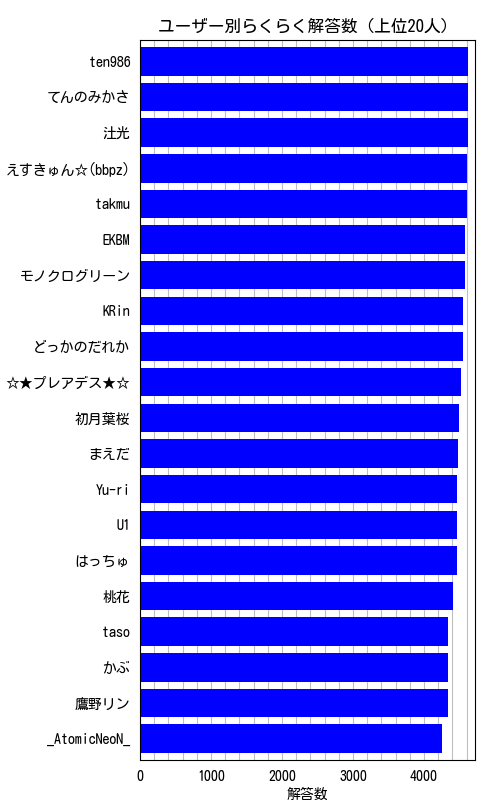 ユーザー別らくらく解答数（上位20人）
ten986
てんのみかさ
汢光
えすきゅん☆(bbpz)
takmu
EKBM
モノクログリーン
KRin
どっかのだれか
☆★プレアデス★☆
初月葉桜
まえだ
Yu-ri
U1
はっちゅ
桃花
taso
かぶ
鷹野リン
_AtomicNeoN_
0 1000 2000 3000 4000
解答数